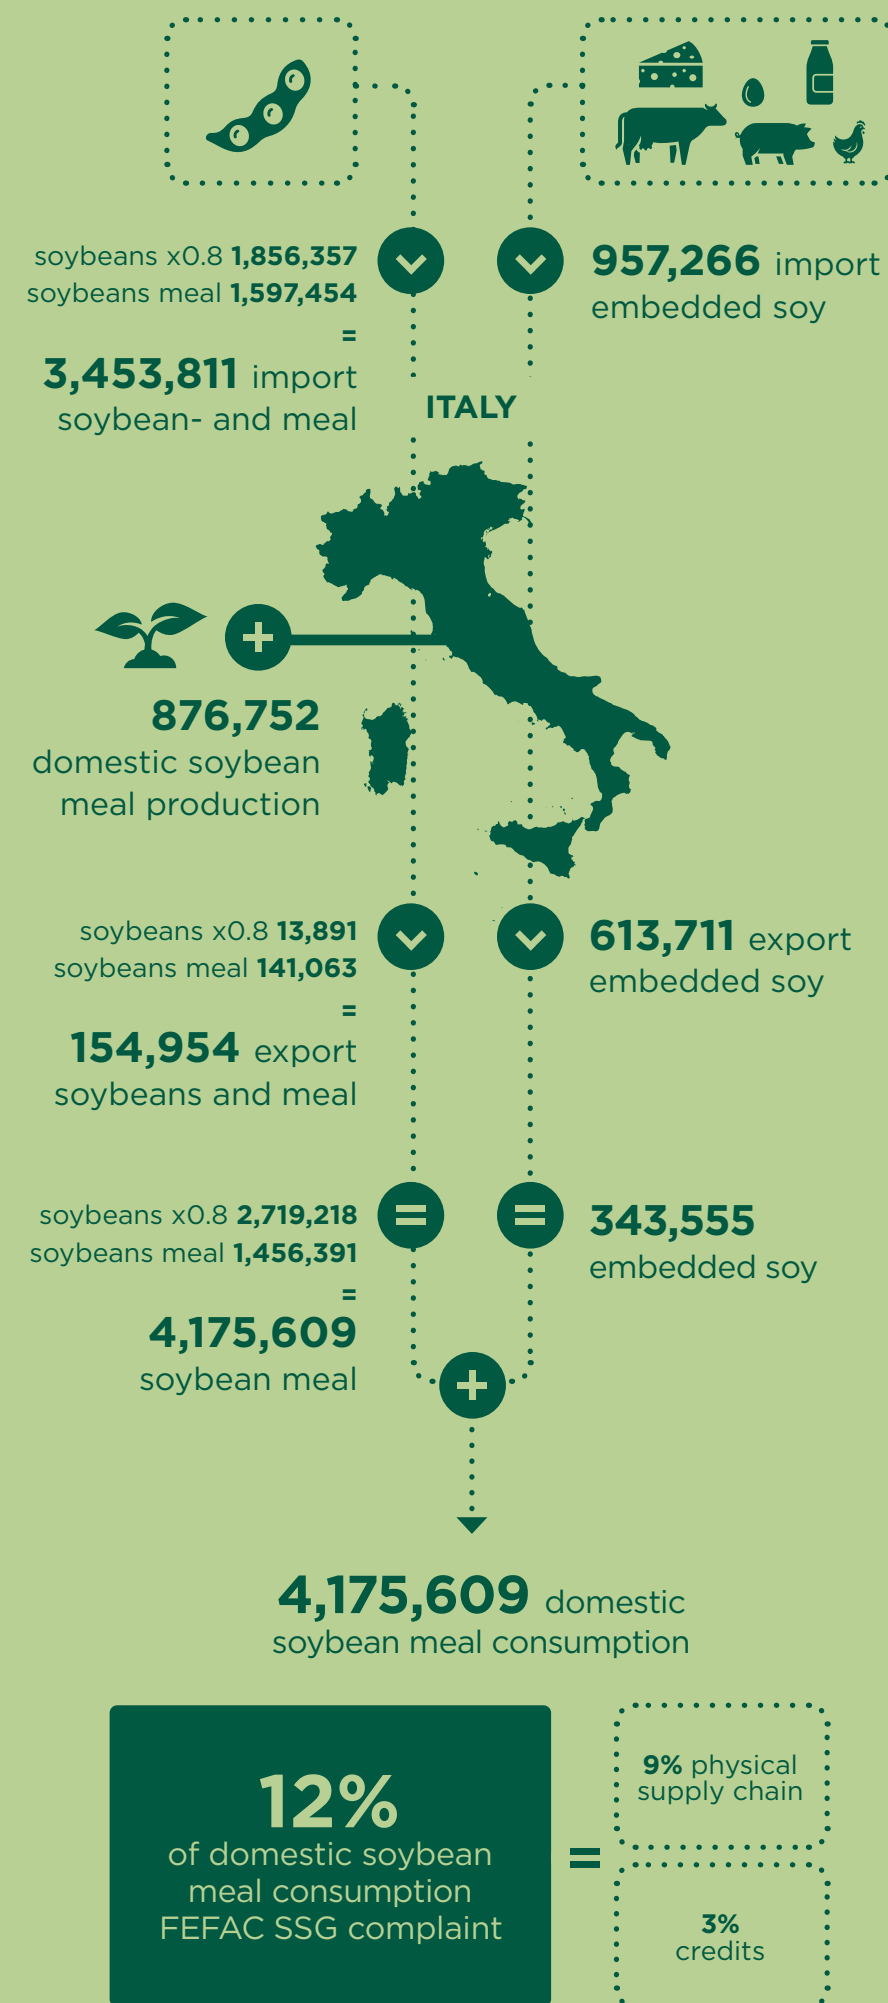 soybeans x0.8 1,856,357
soybeans meal 1,597,454
=
3,453,811 import
soybean- and meal
957,266 import
embedded soy
ITALY
876,752
domestic soybean
meal production
soybeans x0.8 13,891
soybeans meal 141,063
=
154,954 export
soybeans and meal
613,711 export
embedded soy
soybeans x0.8 2,719,218
soybeans meal 1,456,391
=
4,175,609
soybean meal
343,555
embedded soy
4,175,609 domestic
soybean meal consumption
12%
of domestic soybean
meal consumption
FEFAC SSG complaint
=
9% physical
supply chain
3%
credits